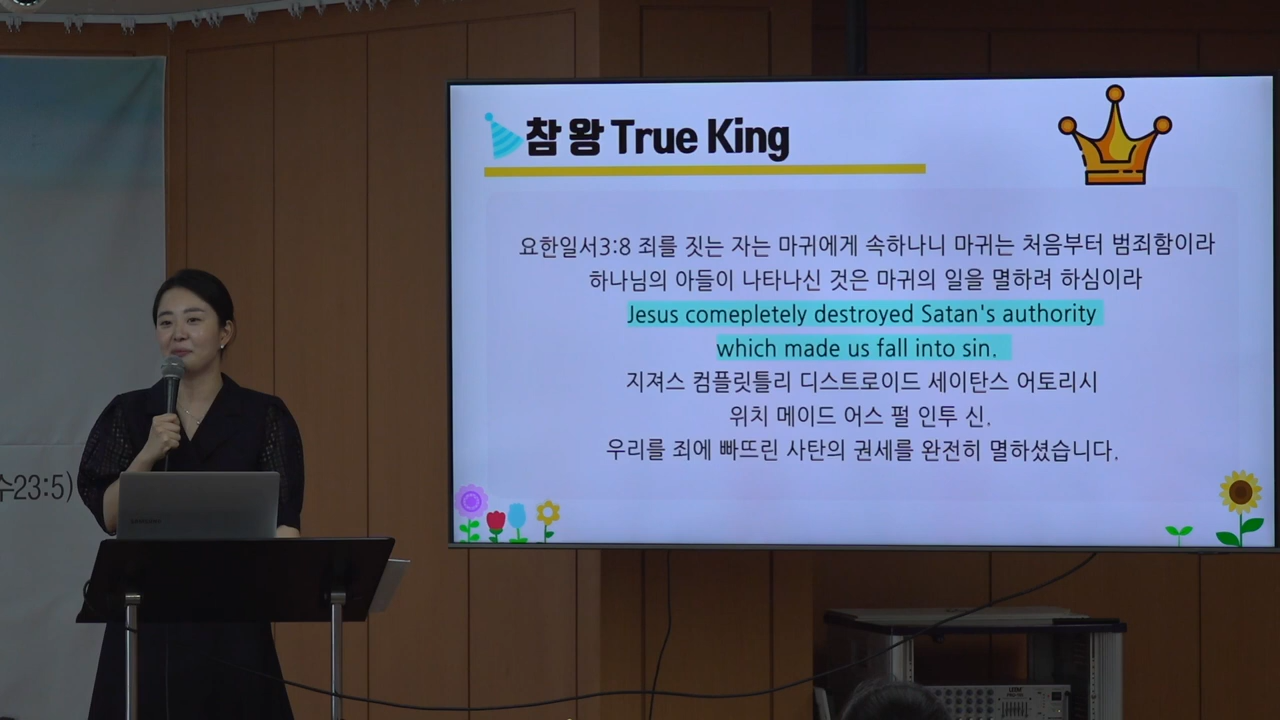 참 왕 True King
요한일서3:8 죄를 짓는 자는 마귀에게 속하나니 마귀는 처음부터 범죄함이라
하나님의 아들이 나타나신 것은 마귀의 일을 멸하려 하심이라
Jesus comepletely destroyed Satan's authority
which made us fall into sin.
지져스 컴플릿틀리 디스트로이드 세이탄스 어토리시
위치 메이드 어스 펄 인투 신.
우리를 죄에 빠뜨린 사탄의 권세를 완전히 멸하셨습니다.
수23:5)
SAMSUNG